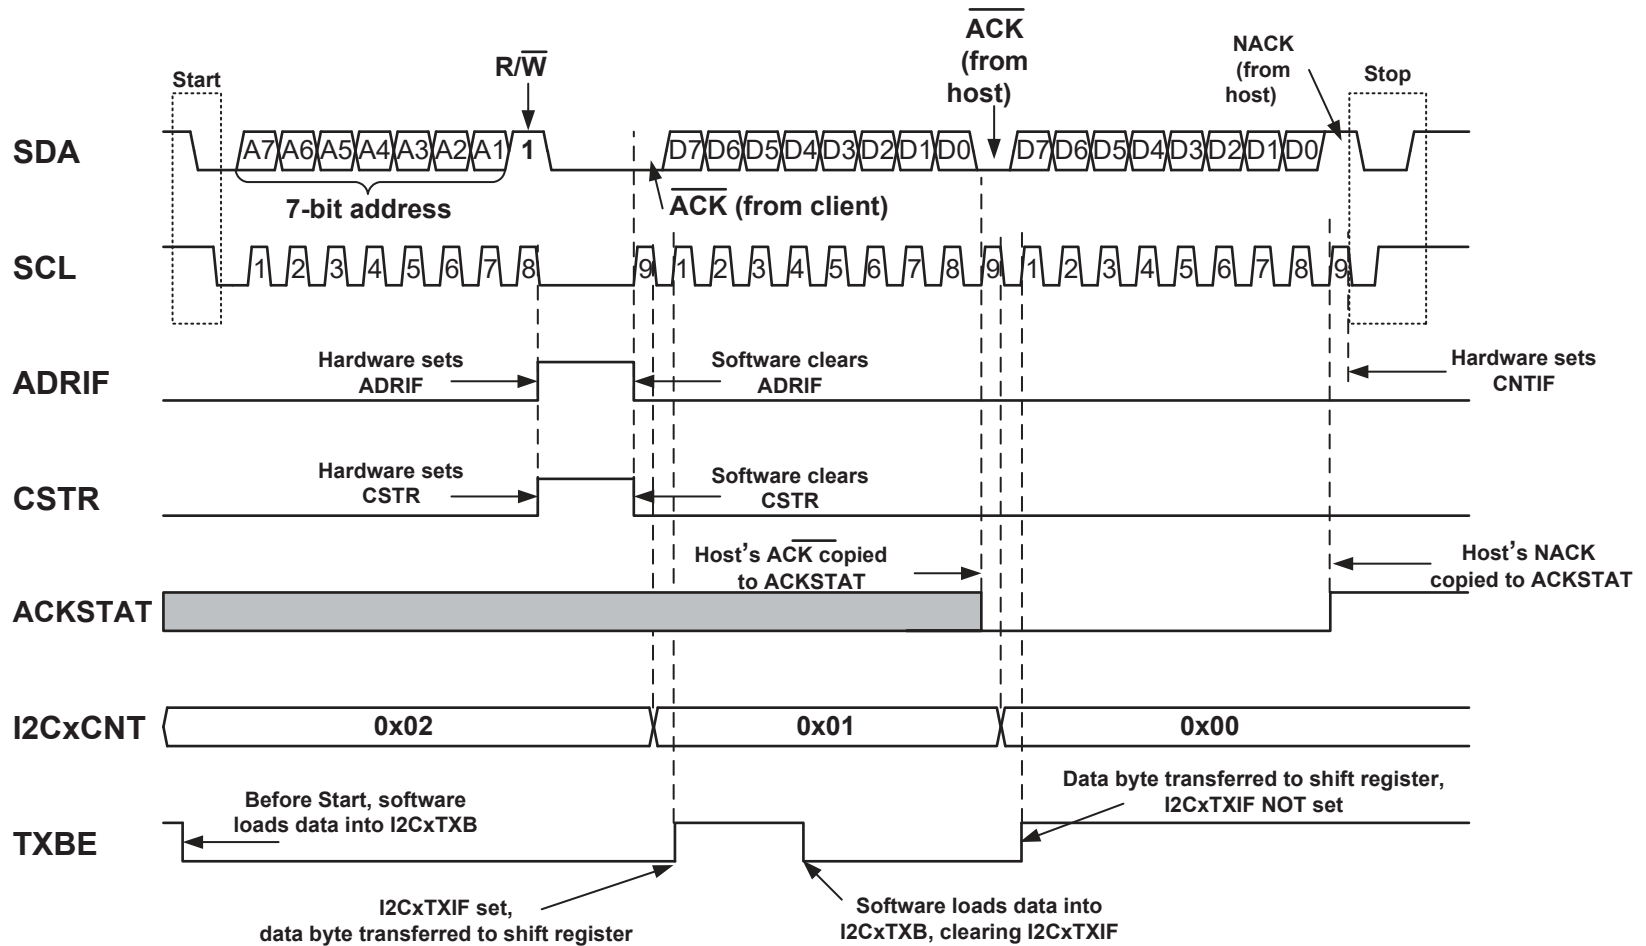 ACK
(from
host)
NACK
(from
host)
Start
R/W
Stop
SDA
A7 A6 A5 A4 A3 A2 A1 1 D7 D6 D5 D4 D3 D2 D1 D0 D7 D6 D5 D4 D3 D2 D1 D0
7-bit address
ACK (from client)
SCL
1 2 3 4 5 6 7 8 9 1 2 3 4 5 6 7 8 9 1 2 3 4 5 6 7 8 9
ADRIF
Hardware sets
ADRIF
Software clears
ADRIF
Hardware sets
CNTIF
CSTR
Hardware sets
CSTR
Software clears
CSTR
ACKSTAT
Host's ACK copied
to ACKSTAT
Host's NACK
copied to ACKSTAT
I2CxCNT
0x02 0x01 0x00
TXBE
Before Start, software
loads data into I2CxTXB
Data byte transferred to shift register,
I2CxTXIF NOT set
I2CxTXIF set,
data byte transferred to shift register
Software loads data into
I2CxTXB, clearing I2CxTXIF